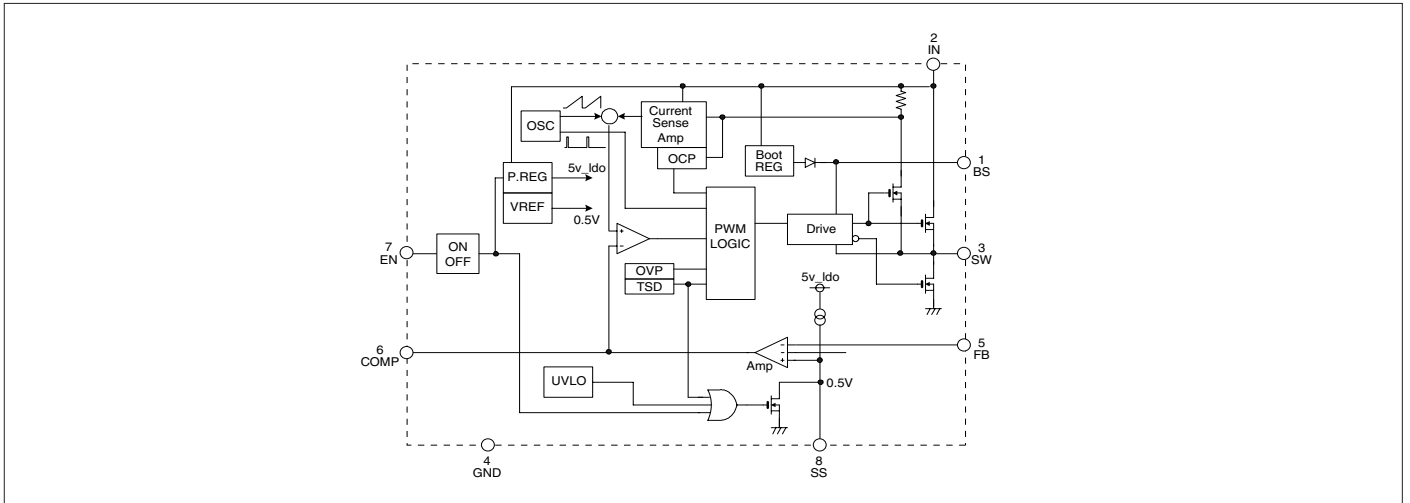 2
IN
OSC
Current
Sense
Amp
OCP
Boot
REG
1
BS
P.REG
5v_ldo
VREF
0.5V
PWM
LOGIC
Drive
7
EN
ON
OFF
+
−
3
SW
OVP
TSD
5v_ldo
6
COMP
Amp
−
−
+
5
FB
UVLO
0.5V
4
GND
8
SS